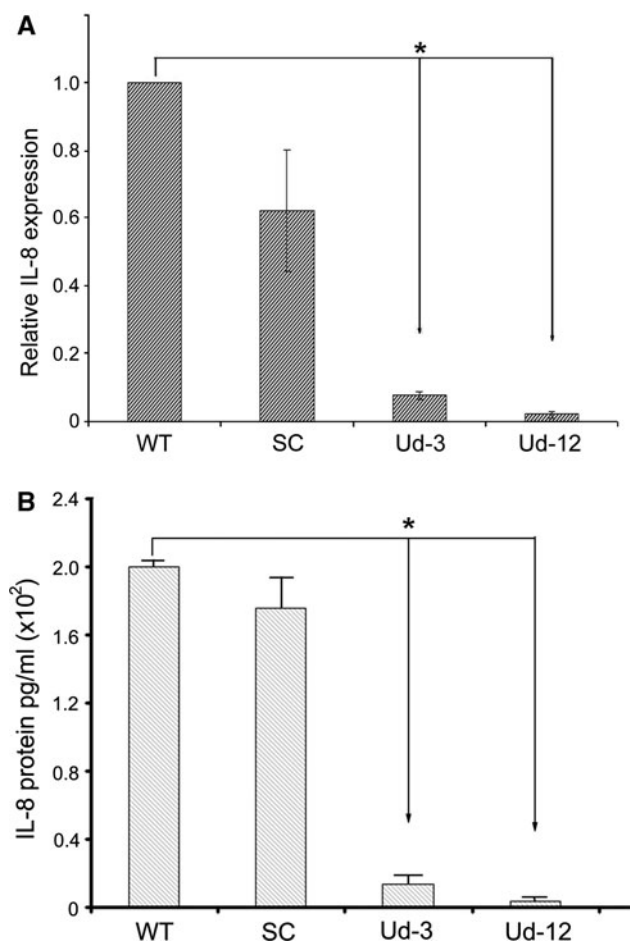 A
*
Relative IL-8 expression
1.0
0.8
0.6
0.4
0.2
0
WT SC Ud-3 Ud-12
B
*
IL-8 protein pg/ml (x10²)
2.4
2.0
1.6
1.2
0.8
0.4
0
WT SC Ud-3 Ud-12